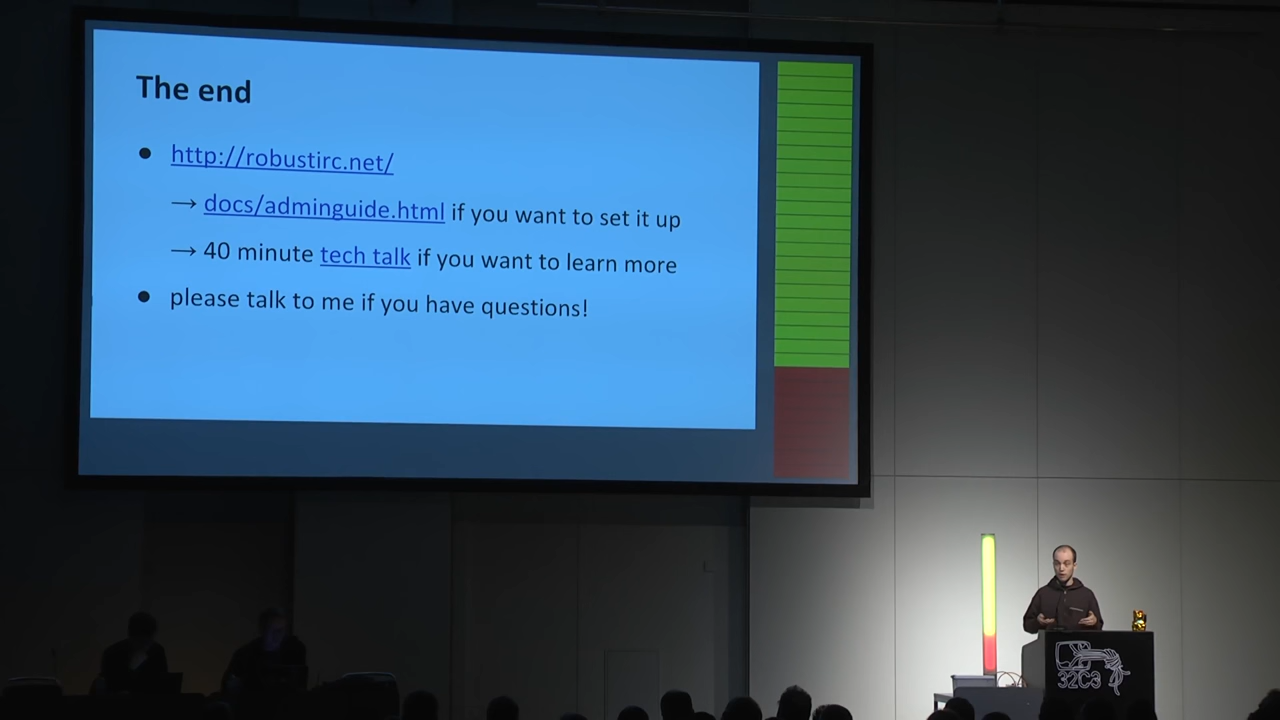 The end
● http://robustirc.net/
→ docs/adminguide.html if you want to set it up
→ 40 minute tech talk if you want to learn more
● please talk to me if you have questions!
32C3